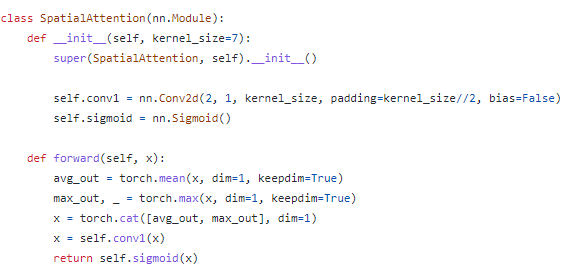 class SpatialAttention(nn.Module):
    def __init__(self, kernel_size=7):
        super(SpatialAttention, self).__init__()

        self.conv1 = nn.Conv2d(2, 1, kernel_size, padding=kernel_size//2, bias=False)
        self.sigmoid = nn.Sigmoid()

    def forward(self, x):
        avg_out = torch.mean(x, dim=1, keepdim=True)
        max_out, _ = torch.max(x, dim=1, keepdim=True)
        x = torch.cat([avg_out, max_out], dim=1)
        x = self.conv1(x)
        return self.sigmoid(x)